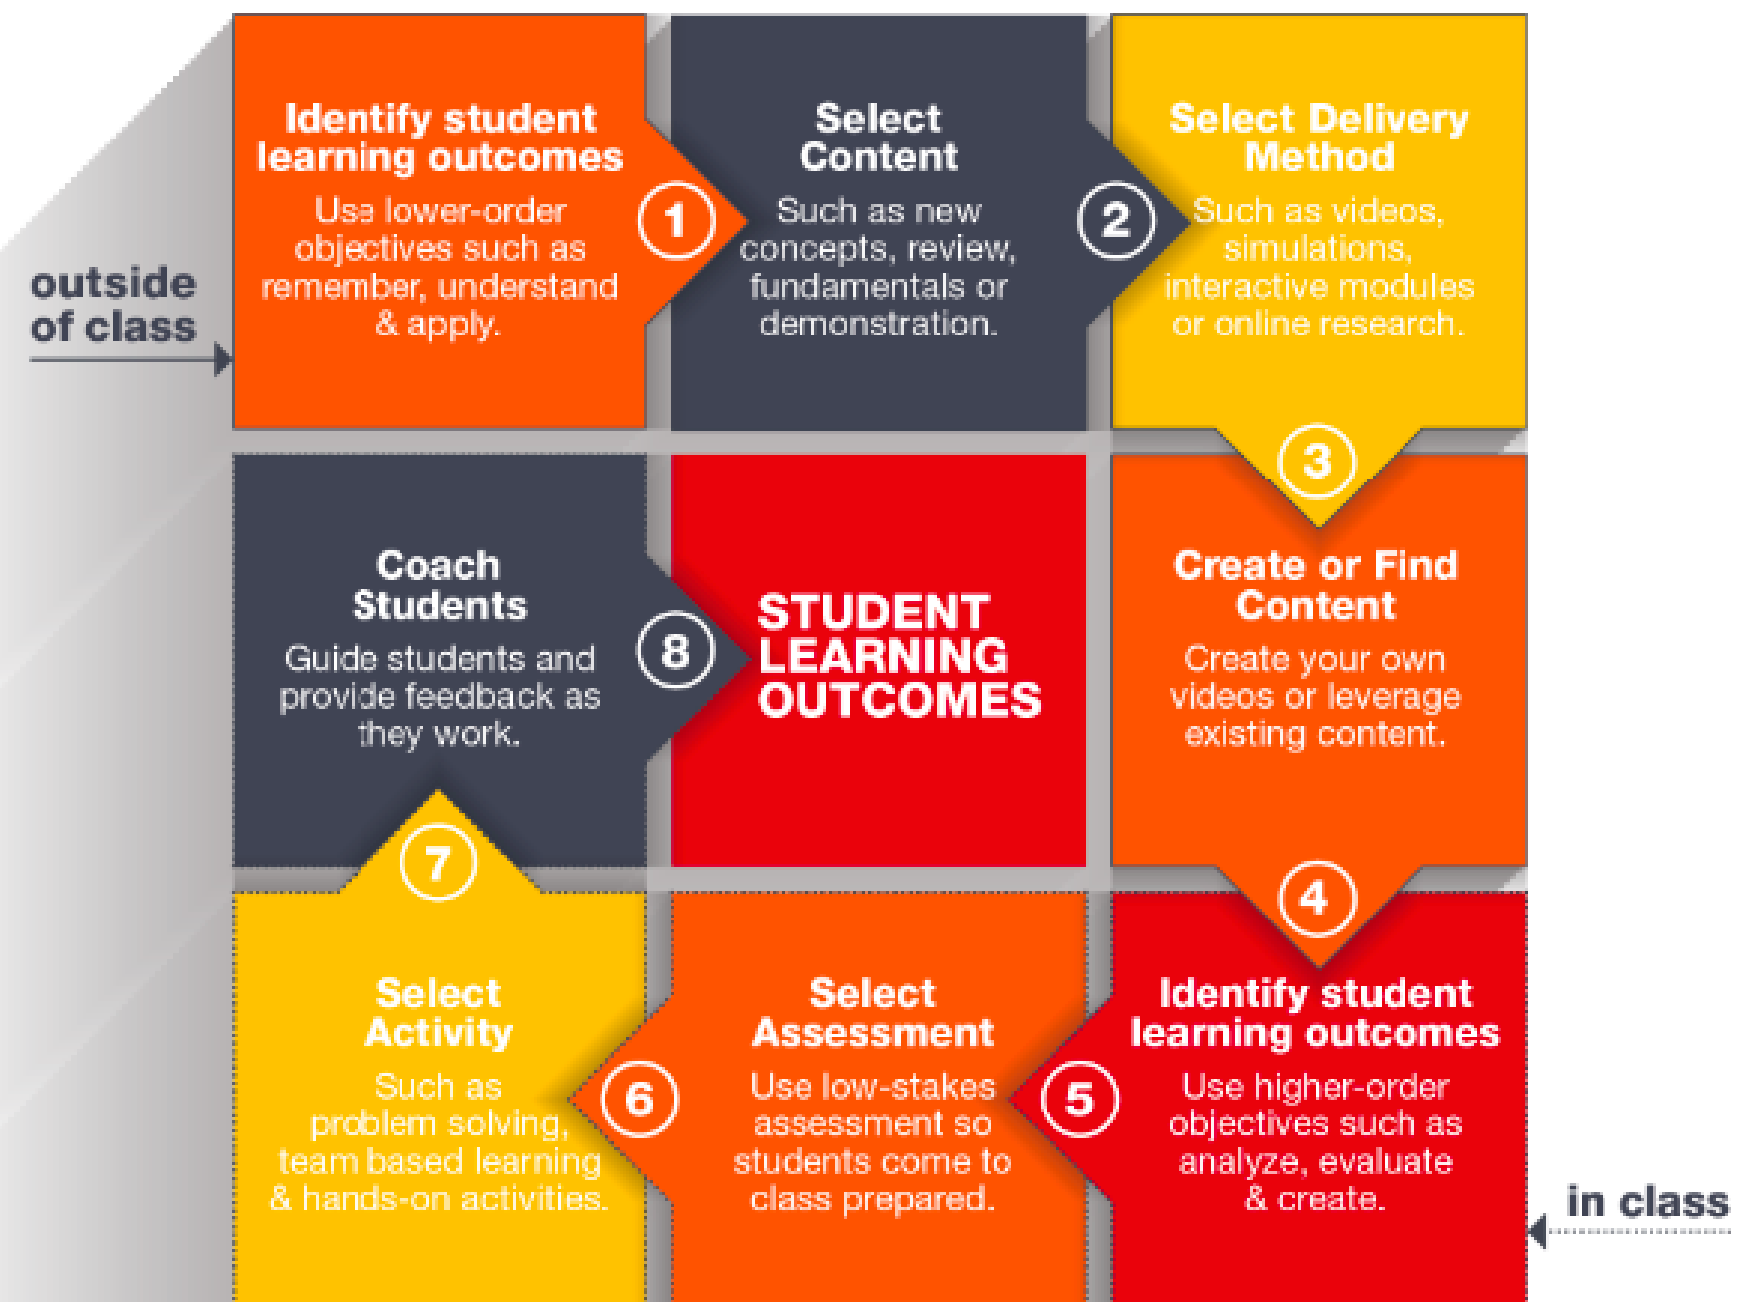 outside
of class
Identify student
learning outcomes
Use lower-order
objectives such as
remember, understand
& apply.
1
Select
Content
Such as new
concepts, review,
fundamentals or
demonstration.
2
Select Delivery
Method
Such as videos,
simulations,
interactive modules
or online research.
3
Create or Find
Content
Create your own
videos or leverage
existing content.
4
Identify student
learning outcomes
Use higher-order
objectives such as
analyze, evaluate
& create.
in class
5
Select
Assessment
Use low-stakes
assessment so
students come to
class prepared.
6
Select
Activity
Such as
problem solving,
team based learning
& hands-on activities.
7
Coach
Students
Guide students and
provide feedback as
they work.
8
STUDENT
LEARNING
OUTCOMES